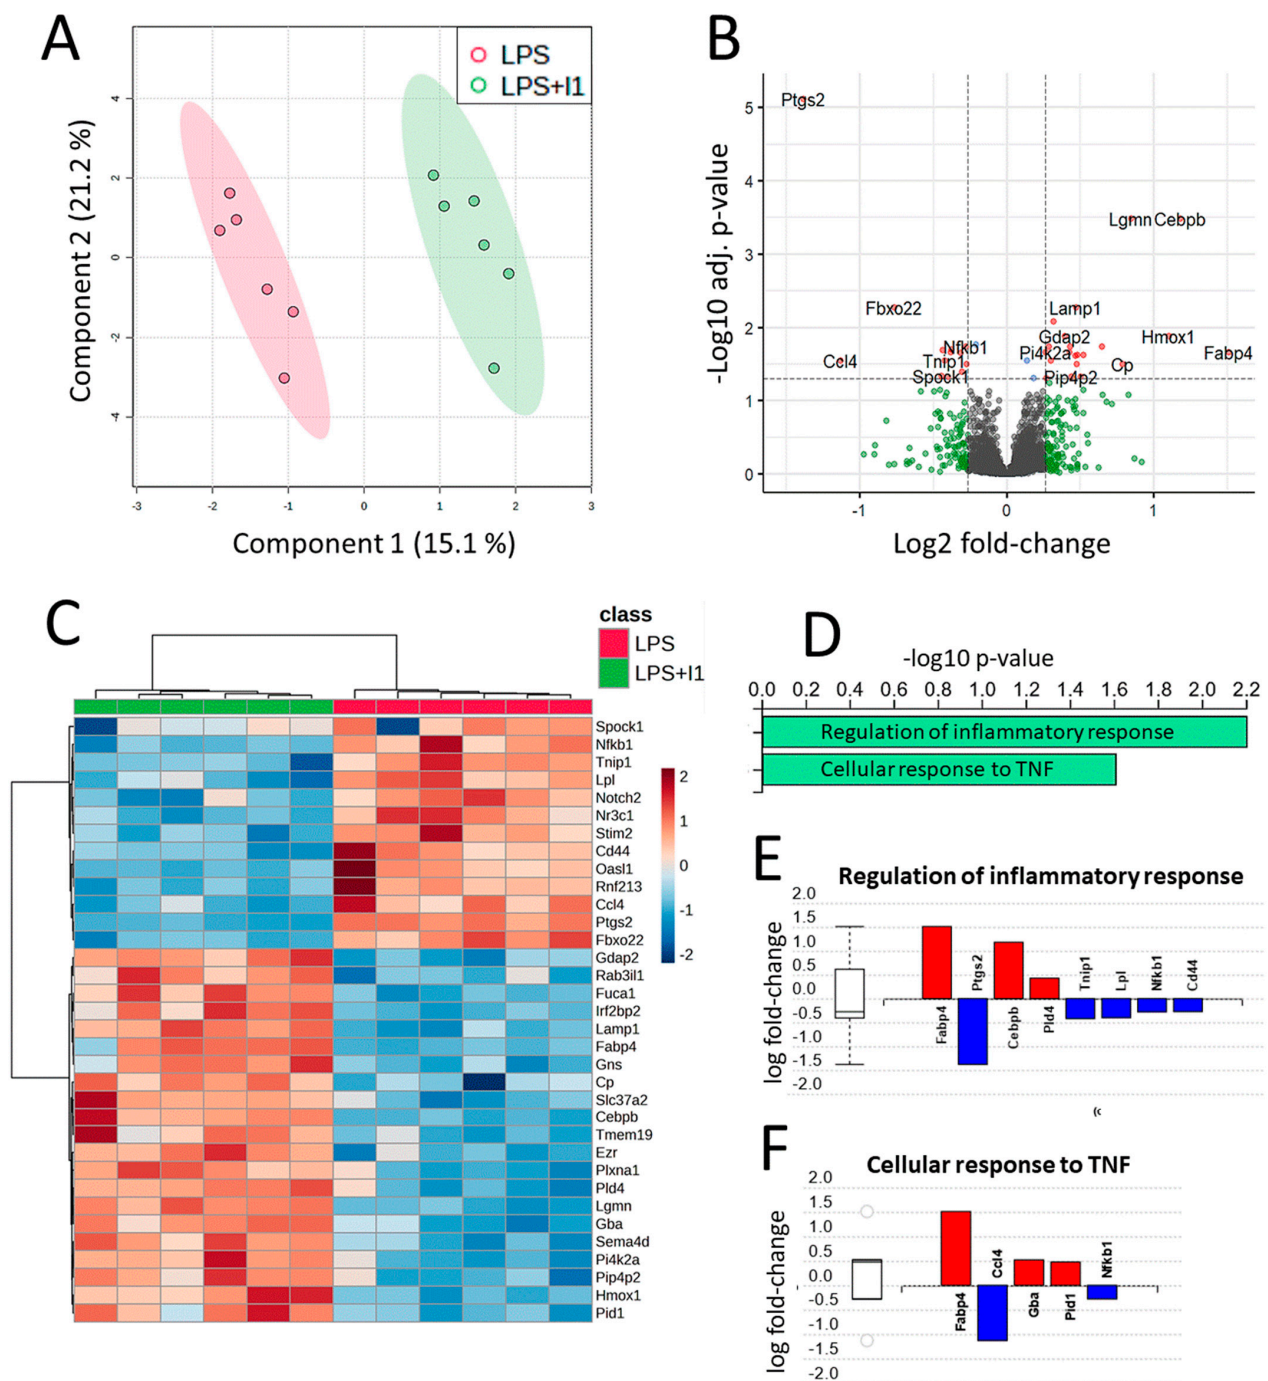 A
LPS
LPS+I1
Component 2 (21.2 %)
4
2
0
-2
-4
-3
-2
-1
0
1
2
3
Component 1 (15.1 %)
B
-Log10 adj. p-value
5
4
3
2
1
0
Ptgs2
Lgmn Cebpb
Fbxo22
Lamp1
Nfkb1
Gdap2
Hmox1
Ccl4
Tnip1
Pi4k2a
Cp
Fabp4
Spock1
Pip4p2
-1
0
1
Log2 fold-change
C
class
LPS
LPS+I1
Spock1
Nfkb1
Tnip1
Lpl
Notch2
Nr3c1
Stim2
Cd44
Oasl1
Rnf213
Ccl4
Ptgs2
Fbxo22
Gdap2
Rab3il1
Fuca1
Irf2bp2
Lamp1
Fabp4
Gns
Cp
Slc37a2
Cebpb
Tmem19
Ezr
Plxna1
Pld4
Lgmn
Gba
Sema4d
Pi4k2a
Pip4p2
Hmox1
Pid1
2
1
0
-1
-2
D
-log10 p-value
0.0 0.2 0.4 0.6 0.8 1.0 1.2 1.4 1.6 1.8 2.0 2.2
Regulation of inflammatory response
Cellular response to TNF
E
Regulation of inflammatory response
log fold-change
2.0
1.5
1.0
0.5
0.0
-0.5
-1.0
-1.5
-2.0
Fabp4
Ptgs2
Cebpb
Pld4
Tnip1
Lpl
Nfkb1
Cd44
F
Cellular response to TNF
log fold-change
2.0
1.5
1.0
0.5
0.0
-0.5
-1.0
-1.5
-2.0
Fabp4
Ccl4
Gba
Pid1
Nfkb1